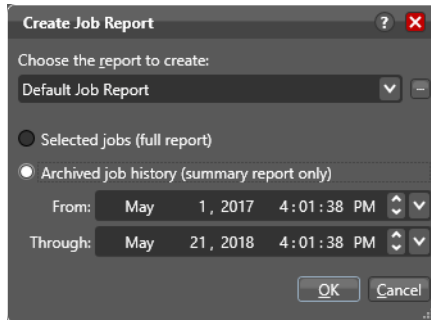 Create Job Report ?
Choose the report to create:
Default Job Report
Selected jobs (full report)
Archived job history (summary report only)
From: May 1, 2017 4:01:38 PM
Through: May 21, 2018 4:01:38 PM
OK Cancel